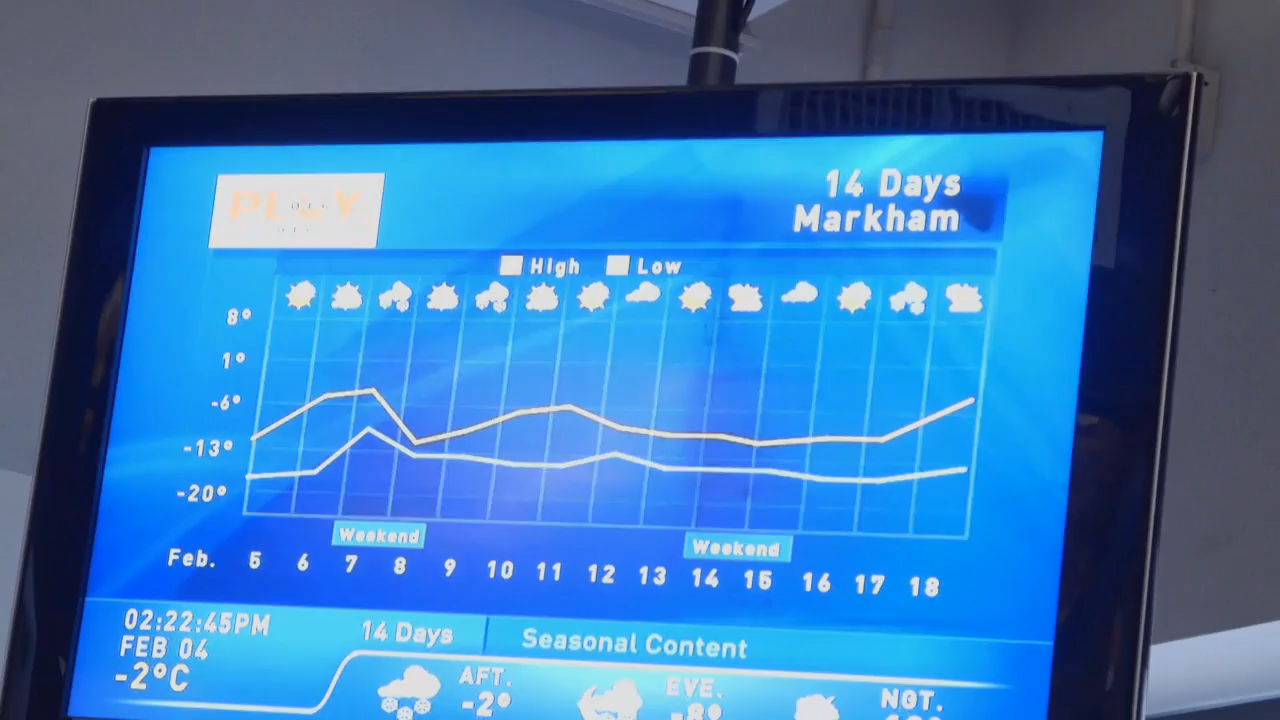 14 Days
Markham
High Low
8°
1°
-6°
-13°
-20°
Weekend Weekend
Feb. 5 6 7 8 9 10 11 12 13 14 15 16 17 18
02:22:45PM
FEB 04
-2°C
14 Days Seasonal Content
AFT. EVE. NGT.
-2° -8°